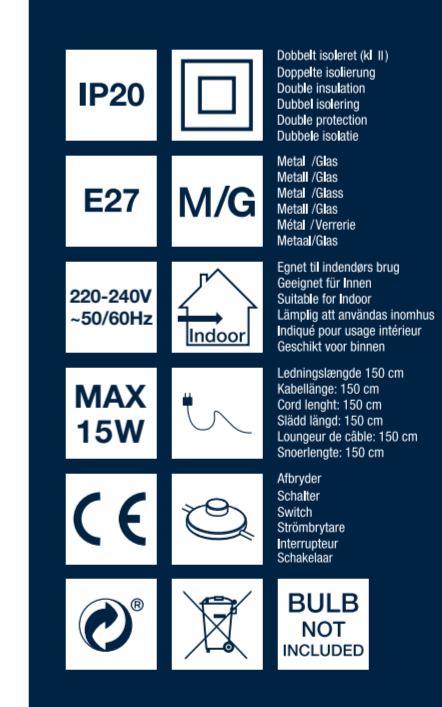 IP20
Dobbelt isoleret (kl II)
Doppelte isolierung
Double insulation
Dubbel isolering
Double protection
Dubbele isolatie
E27
M/G
Metal /Glas
Metall /Glas
Metal /Glass
Metall /Glas
Métal /Verrerie
Metaal/Glas
220-240V
~50/60Hz
Indoor
Egnet til indendørs brug
Geeignet für Innen
Suitable for Indoor
Lämplig att användas inomhus
Indiqué pour usage intérieur
Geschikt voor binnen
MAX
15W
Ledningslængde 150 cm
Kabellänge: 150 cm
Cord lenght: 150 cm
Slädd längd: 150 cm
Loungeur de câble: 150 cm
Snoerlengte: 150 cm
CE
Afbryder
Schalter
Switch
Strömbrytare
Interrupteur
Schakelaar
®
BULB
NOT
INCLUDED